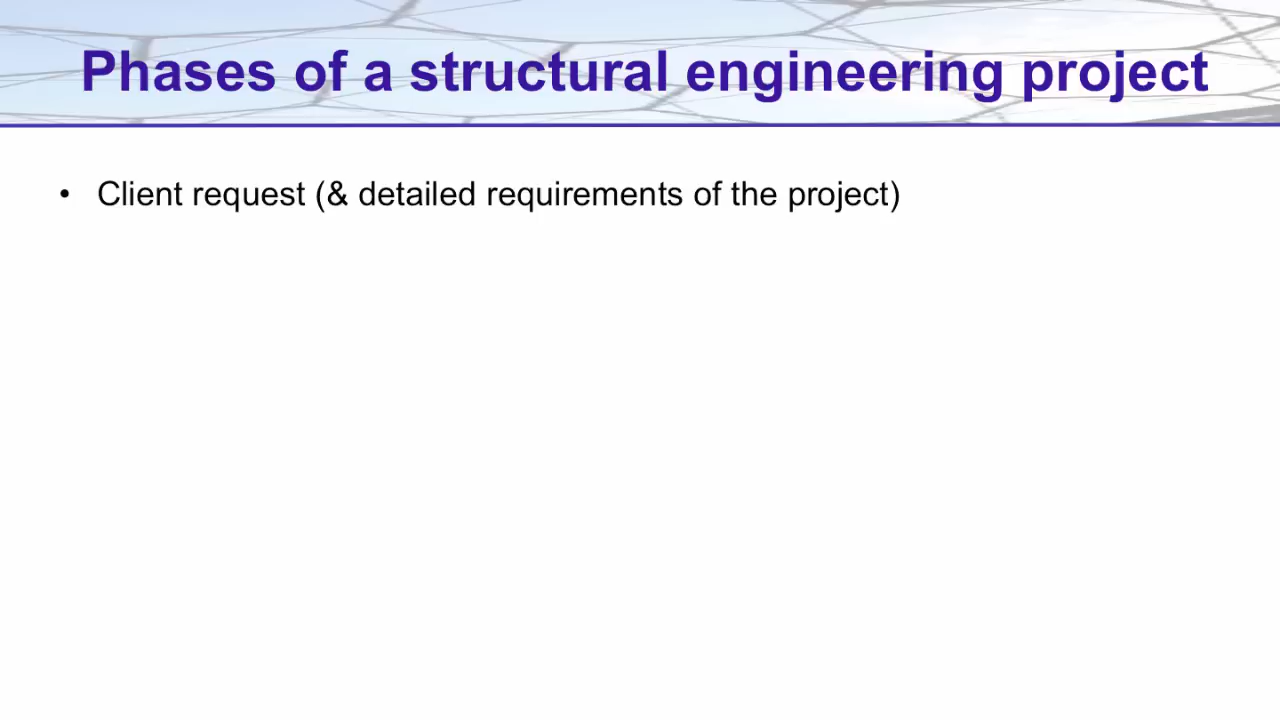 Phases of a structural engineering project
• Client request (& detailed requirements of the project)